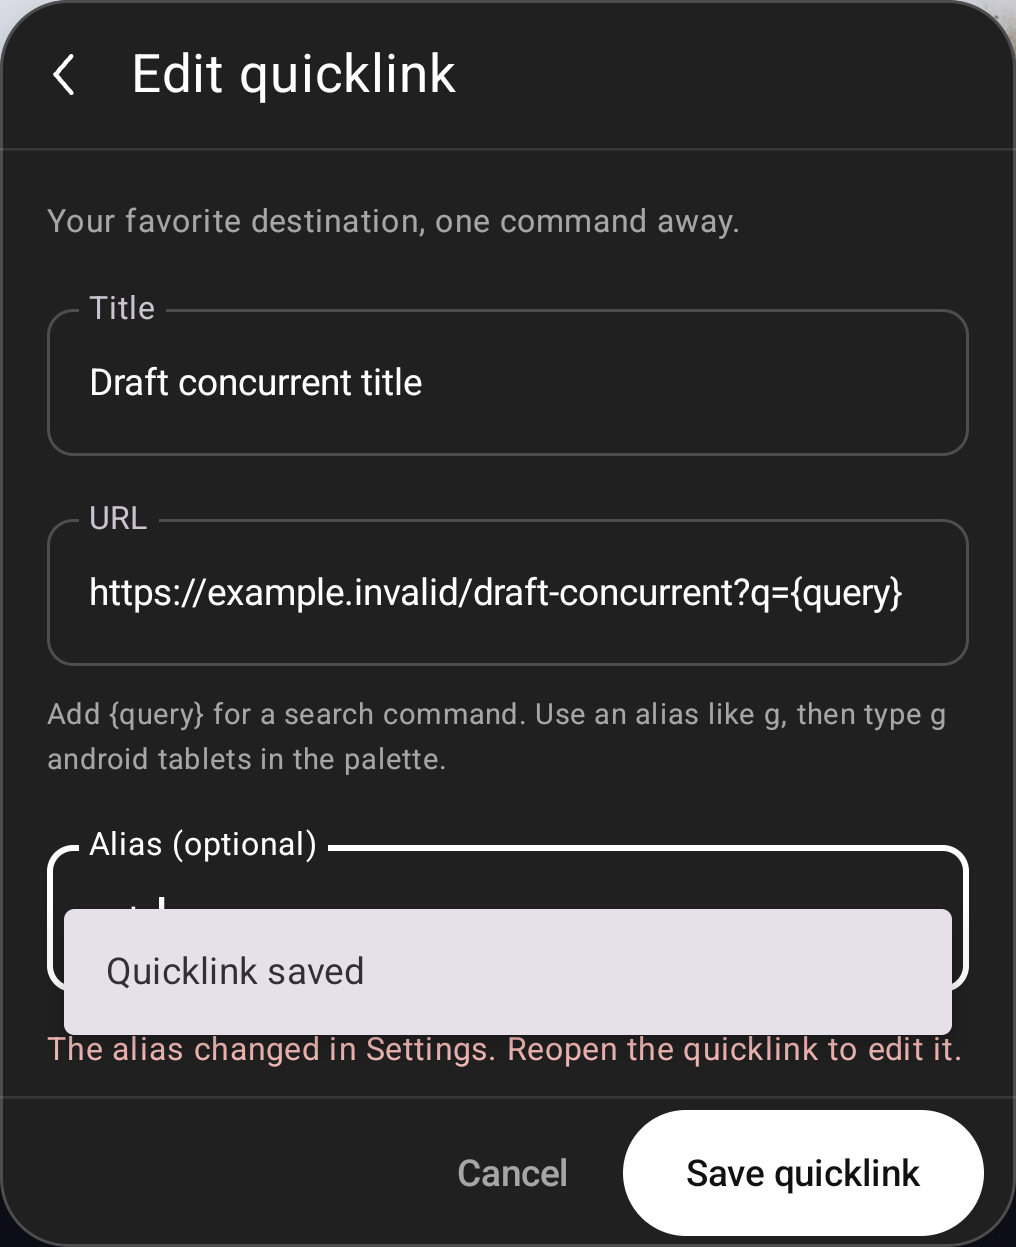 Edit quicklink
Your favorite destination, one command away.
Title
Draft concurrent title
URL
https://example.invalid/draft-concurrent?q={query}
Add {query} for a search command. Use an alias like g, then type g
android tablets in the palette.
Alias (optional)
Quicklink saved
The alias changed in Settings. Reopen the quicklink to edit it.
Cancel
Save quicklink